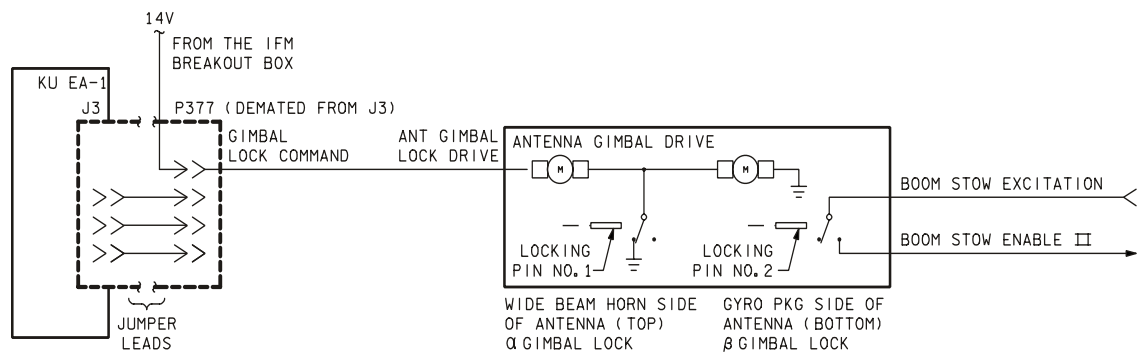 14V
FROM THE IFM
BREAKOUT BOX
KU EA-1
J3
P377 (DEMATED FROM J3)
GIMBAL
LOCK COMMAND
ANT GIMBAL
LOCK DRIVE
ANTENNA GIMBAL DRIVE
M
M
BOOM STOW EXCITATION
BOOM STOW ENABLE II
LOCKING
PIN NO. 1
LOCKING
PIN NO. 2
JUMPER
LEADS
WIDE BEAM HORN SIDE
OF ANTENNA (TOP)
α GIMBAL LOCK
GYRO PKG SIDE OF
ANTENNA (BOTTOM)
β GIMBAL LOCK